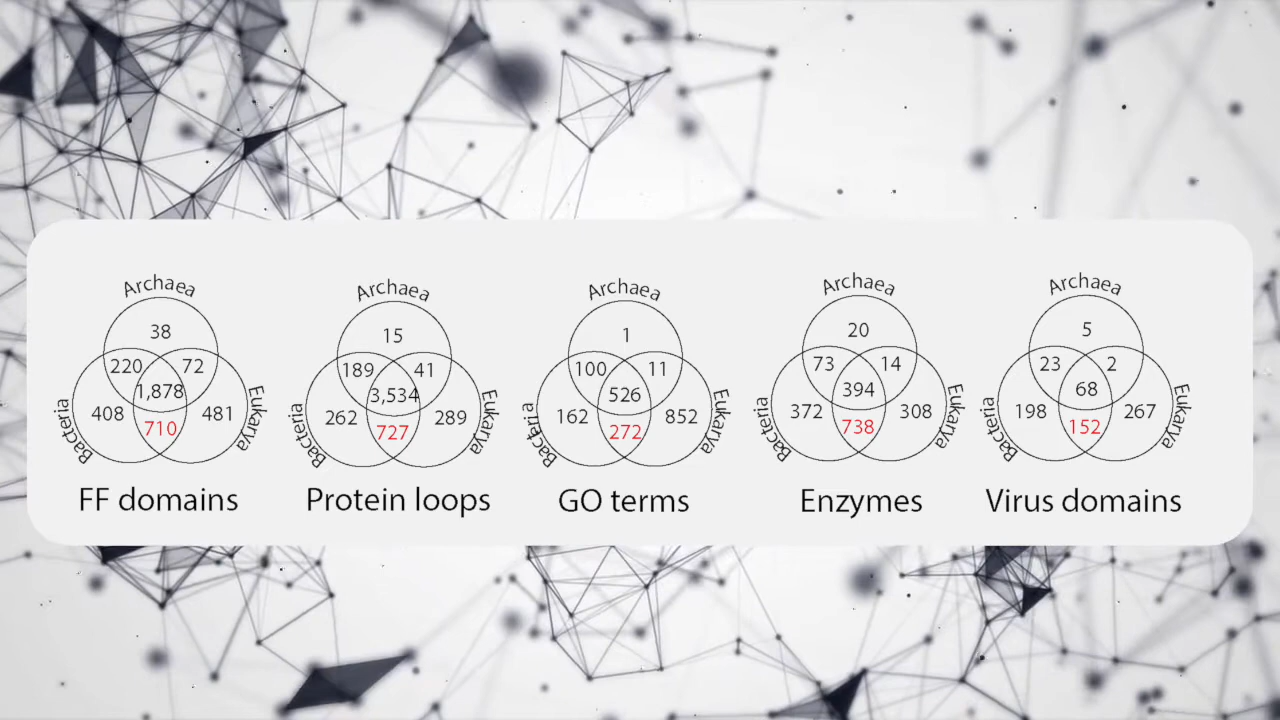 Archaea
38
220
72
1,878
408
481
710
Bacteria
Eukarya
FF domains
Archaea
15
189
41
3,534
262
289
727
Bacteria
Eukarya
Protein loops
Archaea
1
100
11
526
162
852
272
Bacteria
Eukarya
GO terms
Archaea
20
73
14
394
372
308
738
Bacteria
Eukarya
Enzymes
Archaea
5
23
2
68
198
267
152
Bacteria
Eukarya
Virus domains